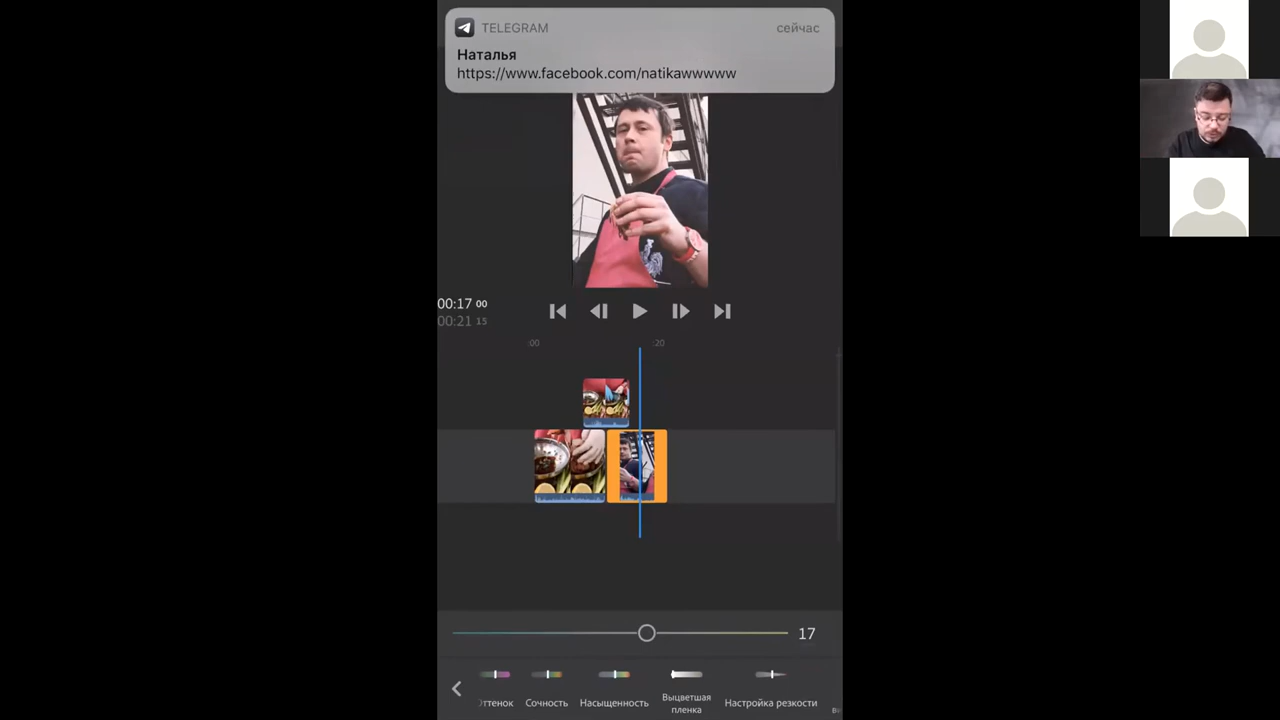 TELEGRAM
сейчас
Наталья
https://www.facebook.com/natikawwwww
00:17 00
00:21 15
:00
:20
17
Оттенок
Сочность
Насыщенность
Выцветшая
пленка
Настройка резкости